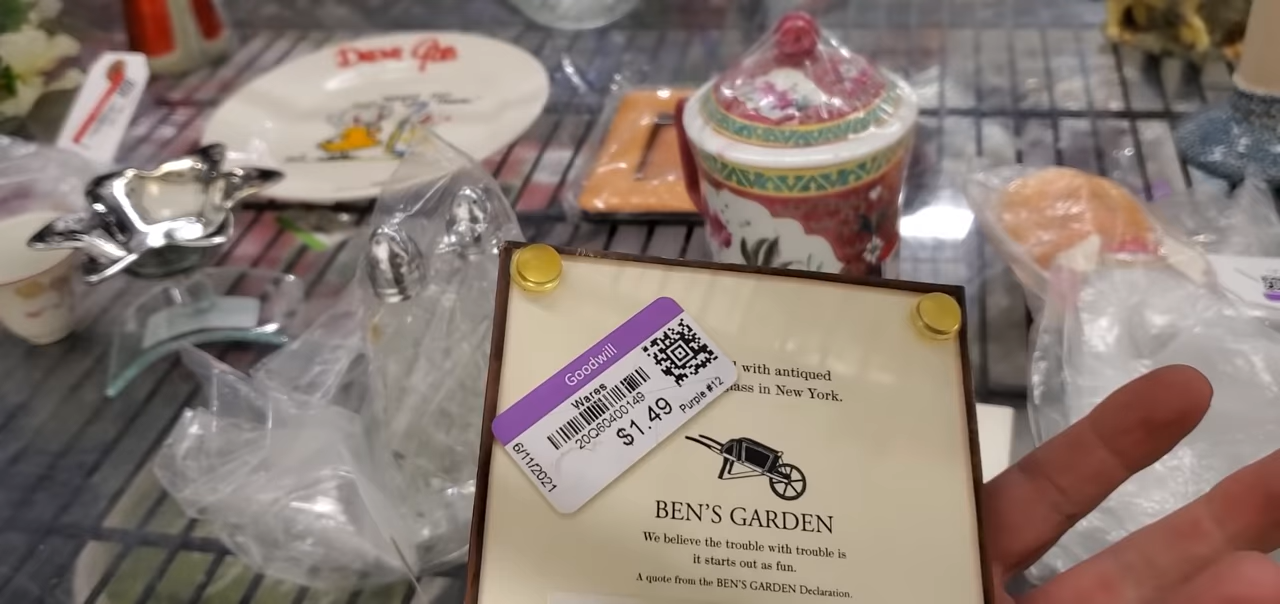 Goodwill
Wares
20Q60400149
$1.49
Purple #12
6/11/2021
with antiqued
in New York.
BEN'S GARDEN
We believe the trouble with trouble is
it starts out as fun.
A quote from the BEN'S GARDEN Declaration.